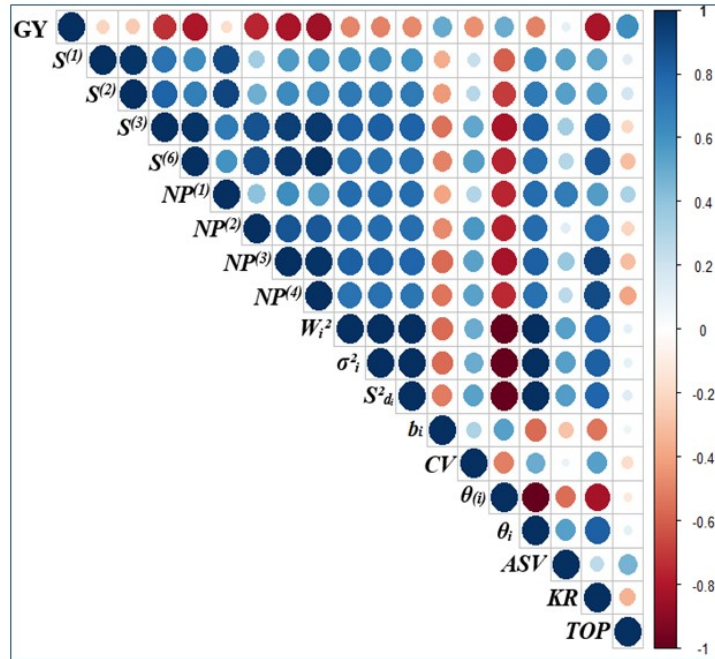 GY
S⁽¹⁾
S⁽²⁾
S⁽³⁾
S⁽⁶⁾
NP⁽¹⁾
NP⁽²⁾
NP⁽³⁾
NP⁽⁴⁾
Wᵢ²
σ²ᵢ
S²dᵢ
bᵢ
CV
θ₍ᵢ₎
θᵢ
ASV
KR
TOP
1
0.8
0.6
0.4
0.2
0
-0.2
-0.4
-0.6
-0.8
-1